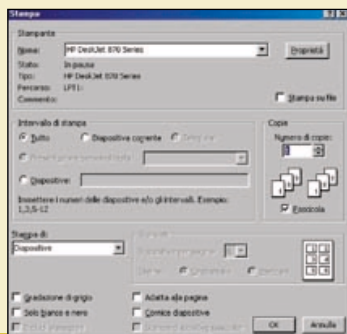 Stampa
Stampante
Nome: HP DeskJet 870 Series Proprietà
Stato: In pausa
Tipo: HP DeskJet 870 Series
Percorso: LPT1:
Commento: Stampa su file
Intervallo di stampa
Tutto Diapositiva corrente
Diapositive:
Immettere i numeri delle diapositive e/o gli intervalli. Esempio:
1,3,5-12
Copie
Numero di copie:
1
Fascicola
Stampa di:
Diapositive
Gradazione di grigio Adatta alla pagina
Solo bianco e nero Cornice diapositive
OK Annulla